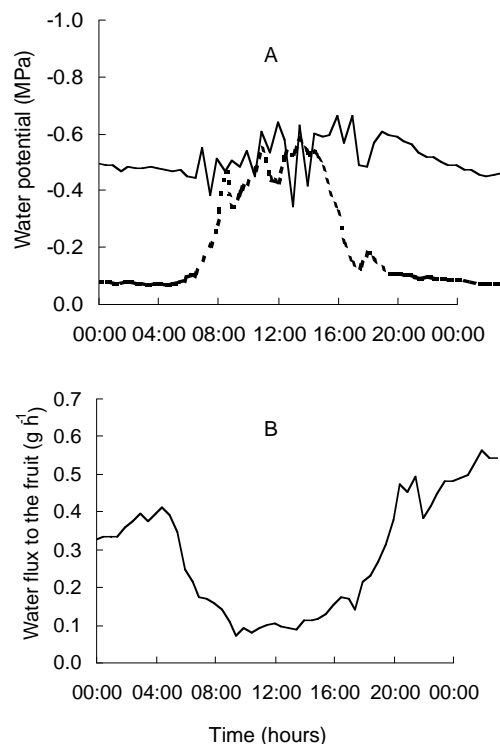 A
Water potential (MPa)
-1.0
-0.8
-0.6
-0.4
-0.2
0.0
00:00 04:00 08:00 12:00 16:00 20:00 00:00
B
Water flux to the fruit (g h-1)
0.7
0.6
0.5
0.4
0.3
0.2
0.1
0.0
00:00 04:00 08:00 12:00 16:00 20:00 00:00
Time (hours)